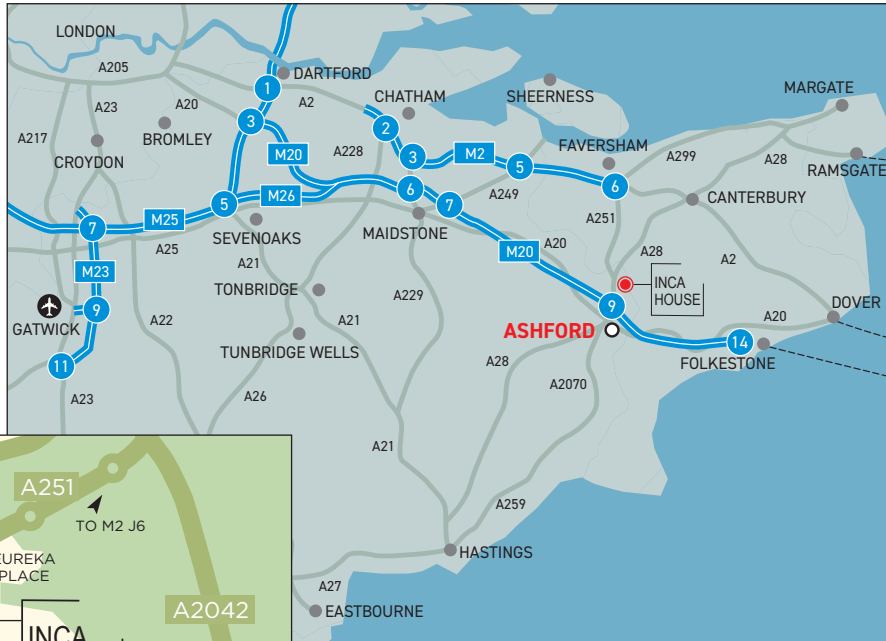 LONDON
A205
DARTFORD
1
A2
CHATHAM
SHEERNESS
MARGATE
A23
A20
A217
BROMLEY
3
M20
A228
2
3
M2
5
FAVERSHAM
6
A299
A28
RAMSGATE
CROYDON
M26
5
6
7
A249
A251
CANTERBURY
7
M25
A25
SEVENOAKS
MAIDSTONE
A20
M20
A28
A2
M23
A21
TONBRIDGE
A229
INCA
HOUSE
9
GATWICK
A22
A21
TUNBRIDGE WELLS
9
ASHFORD
A20
DOVER
14
FOLKESTONE
11
A23
A26
A28
A2070
A21
A259
HASTINGS
A27
EASTBOURNE
A251
TO M2 J6
EUREKA
PLACE
A2042
INCA